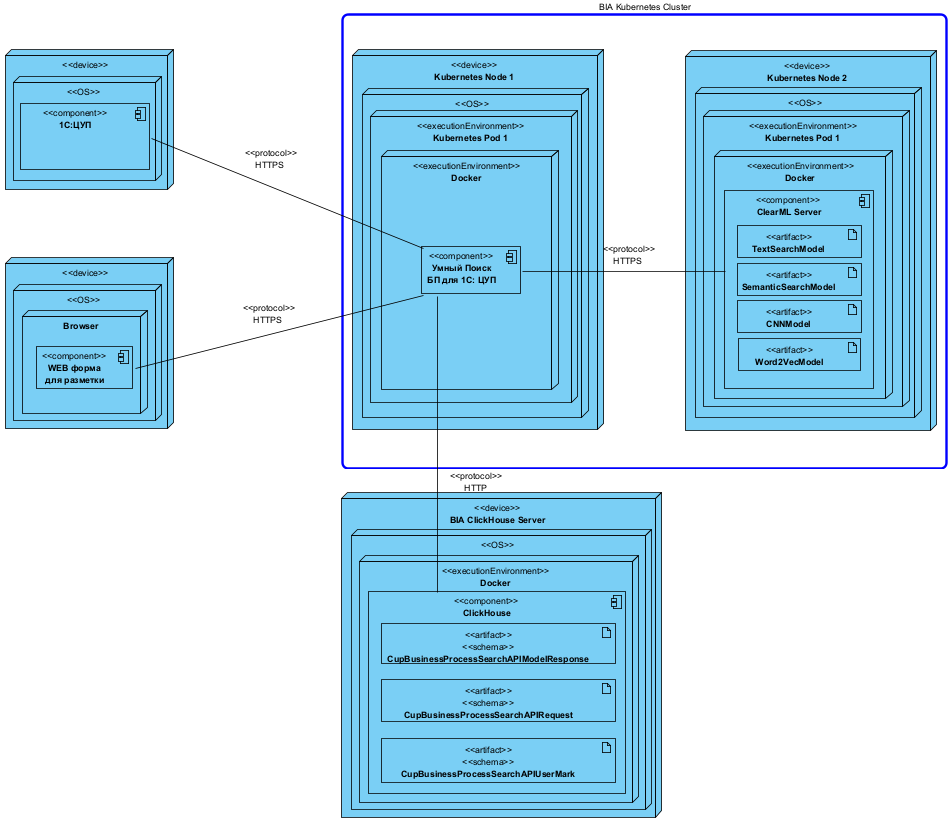 BIA Kubernetes Cluster
<<device>>
<<OS>>
<<component>>
1С:ЦУП
<<protocol>>
HTTPS
<<device>>
<<OS>>
Browser
<<component>>
WEB форма
для разметки
<<protocol>>
HTTPS
<<device>>
Kubernetes Node 1
<<OS>>
<<executionEnvironment>>
Kubernetes Pod 1
<<executionEnvironment>>
Docker
<<component>>
Умный Поиск
БП для 1С: ЦУП
<<protocol>>
HTTPS
<<device>>
Kubernetes Node 2
<<OS>>
<<executionEnvironment>>
Kubernetes Pod 1
<<executionEnvironment>>
Docker
<<component>>
ClearML Server
<<artifact>>
TextSearchModel
<<artifact>>
SemanticSearchModel
<<artifact>>
CNNModel
<<artifact>>
Word2VecModel
<<protocol>>
HTTP
<<device>>
BIA ClickHouse Server
<<OS>>
<<executionEnvironment>>
Docker
<<component>>
ClickHouse
<<artifact>>
<<schema>>
CupBusinessProcessSearchAPIModelResponse
<<artifact>>
<<schema>>
CupBusinessProcessSearchAPIRequest
<<artifact>>
<<schema>>
CupBusinessProcessSearchAPIUserMark